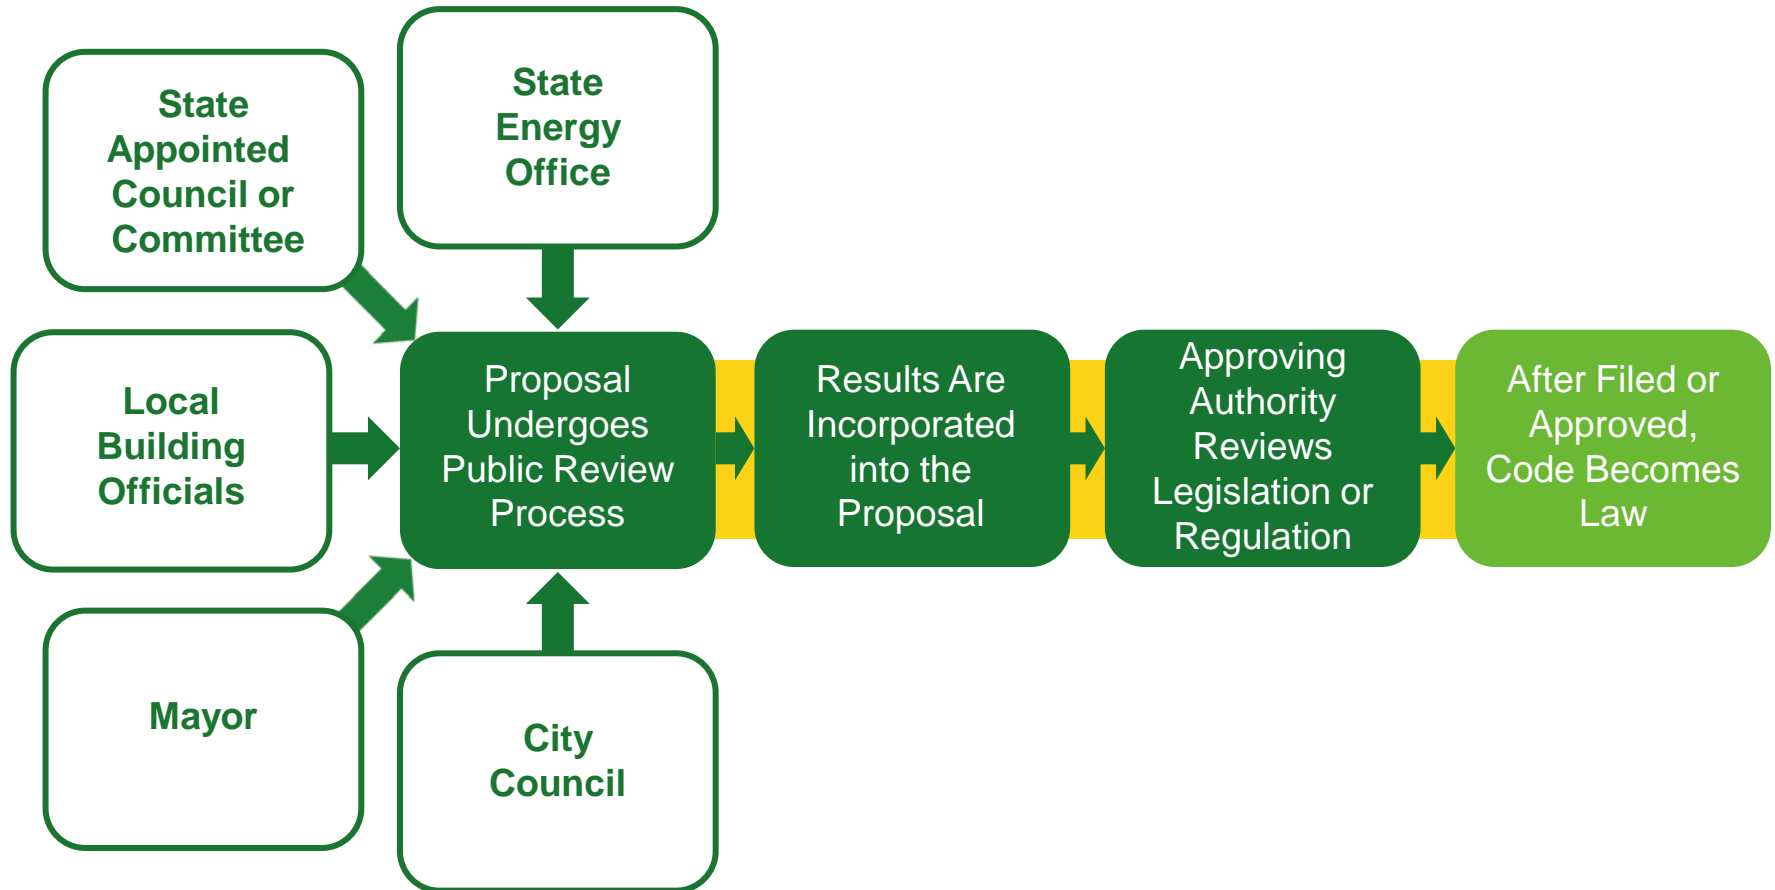 State
Appointed
Council or
Committee
State
Energy
Office
Local
Building
Officials
Proposal
Undergoes
Public Review
Process
Results Are
Incorporated
into the
Proposal
Approving
Authority
Reviews
Legislation or
Regulation
After Filed or
Approved,
Code Becomes
Law
Mayor
City
Council